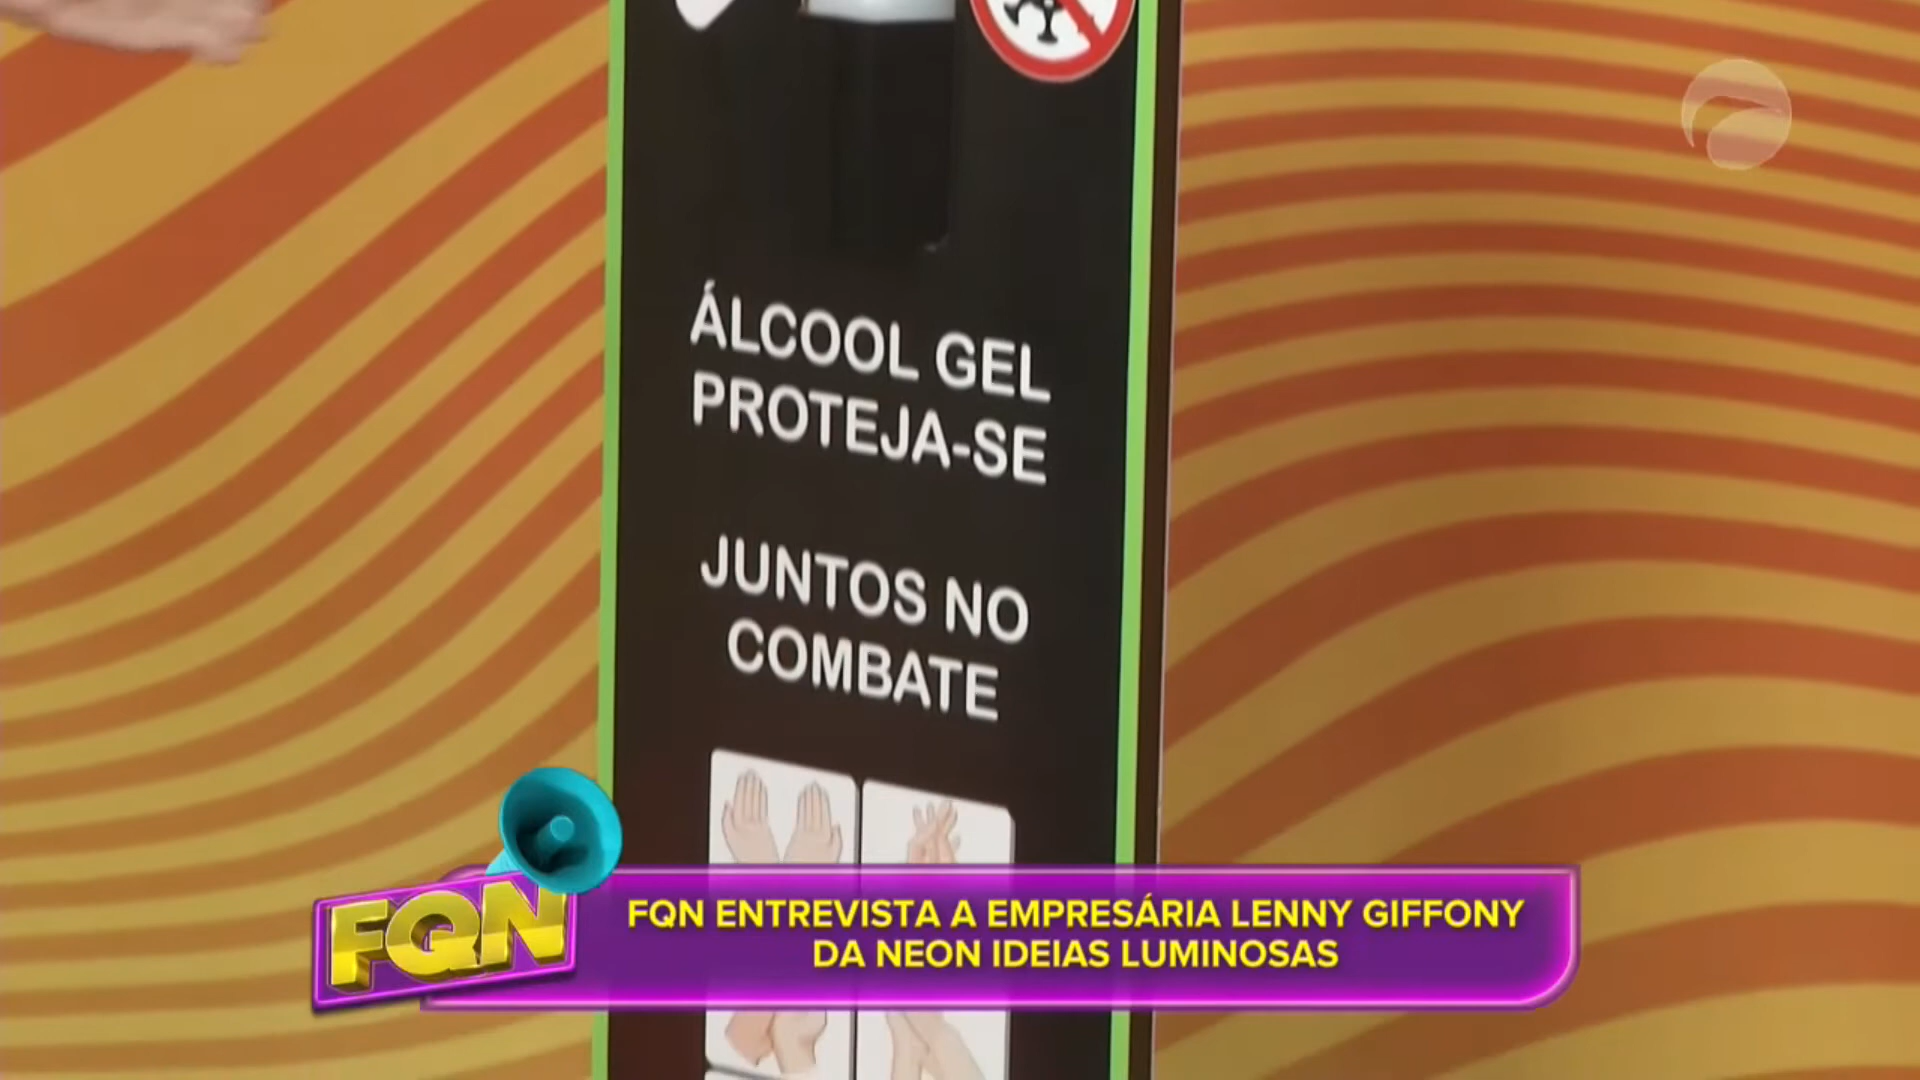 ÁLCOOL GEL
PROTEJA-SE
JUNTOS NO
COMBATE
FQN
FQN ENTREVISTA A EMPRESÁRIA LENNY GIFFONY
DA NEON IDEIAS LUMINOSAS